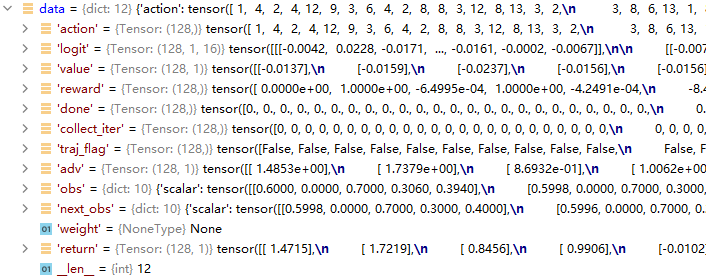 data = {dict: 12} {'action': tensor([ 1, 4, 2, 4, 12, 9, 3, 6, 4, 2, 8, 8, 3, 12, 8, 13, 3, 2,\n 3, 8, 6, 13, 1, 4
'action' = {Tensor: (128,)} tensor([ 1, 4, 2, 4, 12, 9, 3, 6, 4, 2, 8, 8, 3, 12, 8, 13, 3, 2,\n 3, 8, 6, 13,
'logit' = {Tensor: (128, 1, 16)} tensor([[[-0.0042, 0.0228, -0.0171, ..., -0.0161, -0.0002, -0.0067]],\n\n [[-0.007
'value' = {Tensor: (128, 1)} tensor([[-0.0137],\n [-0.0159],\n [-0.0237],\n [-0.0156],\n [-0.0156]
'reward' = {Tensor: (128,)} tensor([ 0.0000e+00, 1.0000e+00, -6.4995e-04, 1.0000e+00, -4.2491e-04,\n -8.4
'done' = {Tensor: (128,)} tensor([0., 0., 0., 0., 0., 0., 0., 0., 0., 0., 0., 0., 0., 0., 0., 0., 0., 0.,\n 0.
'collect_iter' = {Tensor: (128,)} tensor([0, 0, 0, 0, 0, 0, 0, 0, 0, 0, 0, 0, 0, 0, 0, 0, 0, 0, 0, 0, 0, 0, 0, 0,\n 0, 0, 0, 0,
'traj_flag' = {Tensor: (128,)} tensor([False, False, False, False, False, False, False, False, False,\n False, F
'adv' = {Tensor: (128, 1)} tensor([[ 1.4853e+00],\n [ 1.7379e+00],\n [ 8.6932e-01],\n [ 1.0062e+00
'obs' = {dict: 10} {'scalar': tensor([[0.6000, 0.0000, 0.7000, 0.3060, 0.3940],\n [0.5998, 0.0000, 0.7000, 0.3000,
'next_obs' = {dict: 10} {'scalar': tensor([[0.5998, 0.0000, 0.7000, 0.3000, 0.4000],\n [0.5996, 0.0000, 0.7000, 0.3
'weight' = {NoneType} None
'return' = {Tensor: (128, 1)} tensor([[ 1.4715],\n [ 1.7219],\n [ 0.8456],\n [ 0.9906],\n [-0.0102]
__len__ = {int} 12